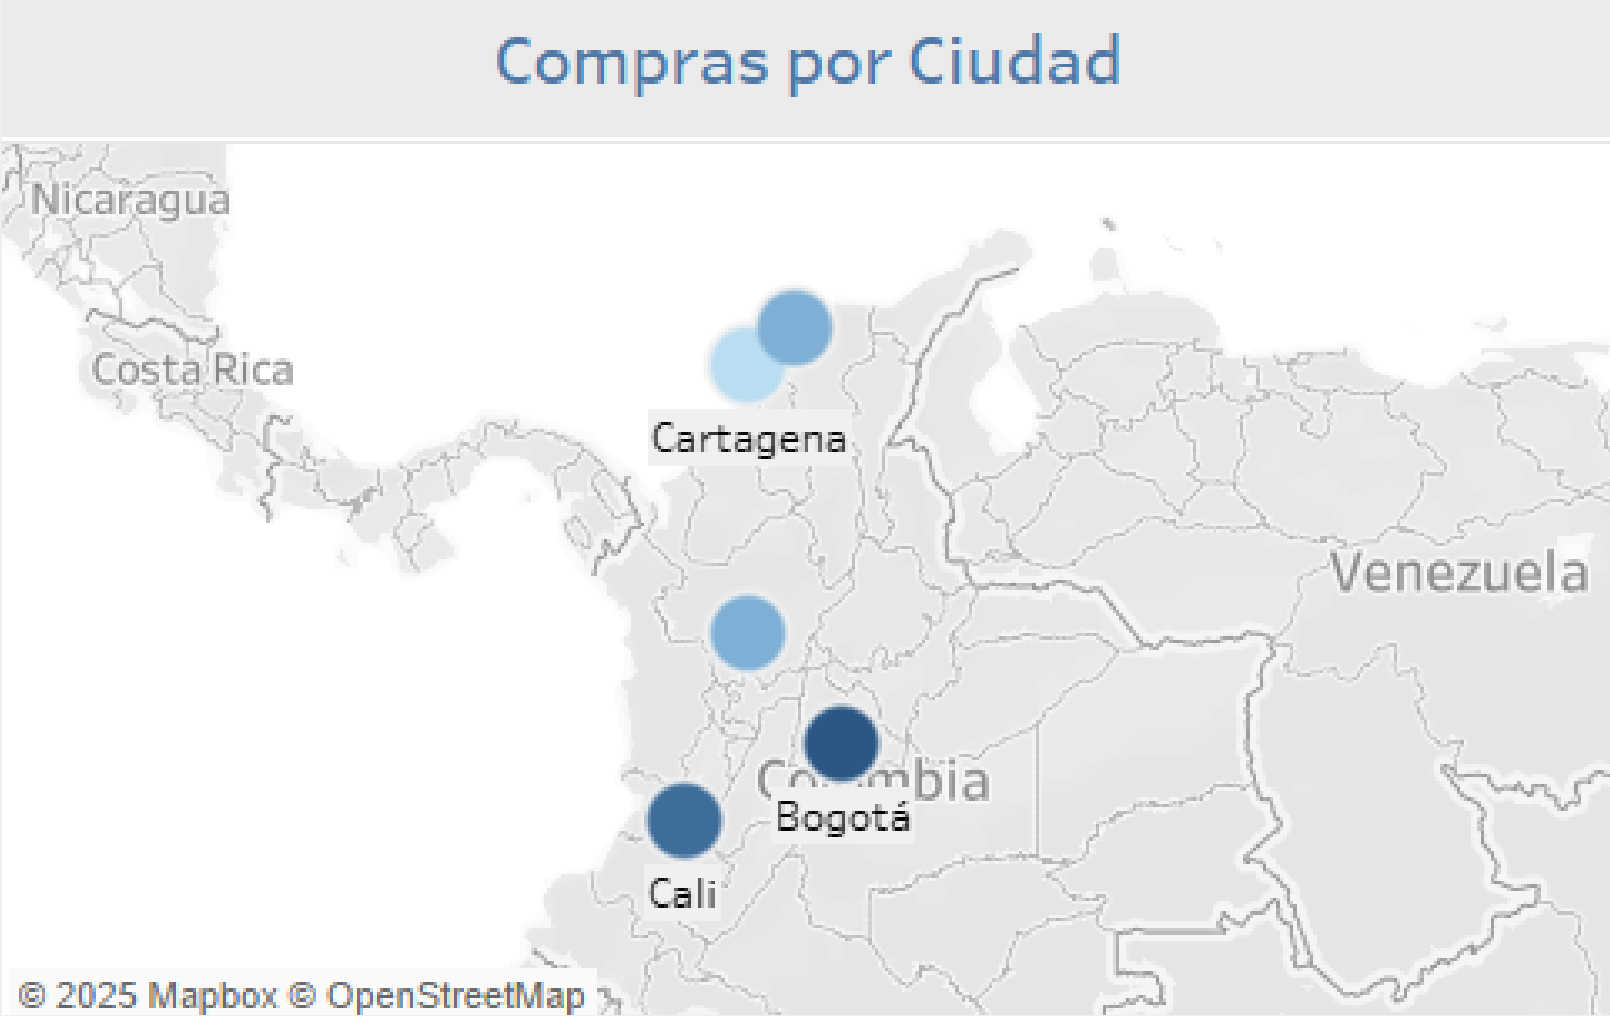 Compras por Ciudad
Nicaragua
Costa Rica
Cartagena
Venezuela
Bogotá
Cali
© 2025 Mapbox © OpenStreetMap